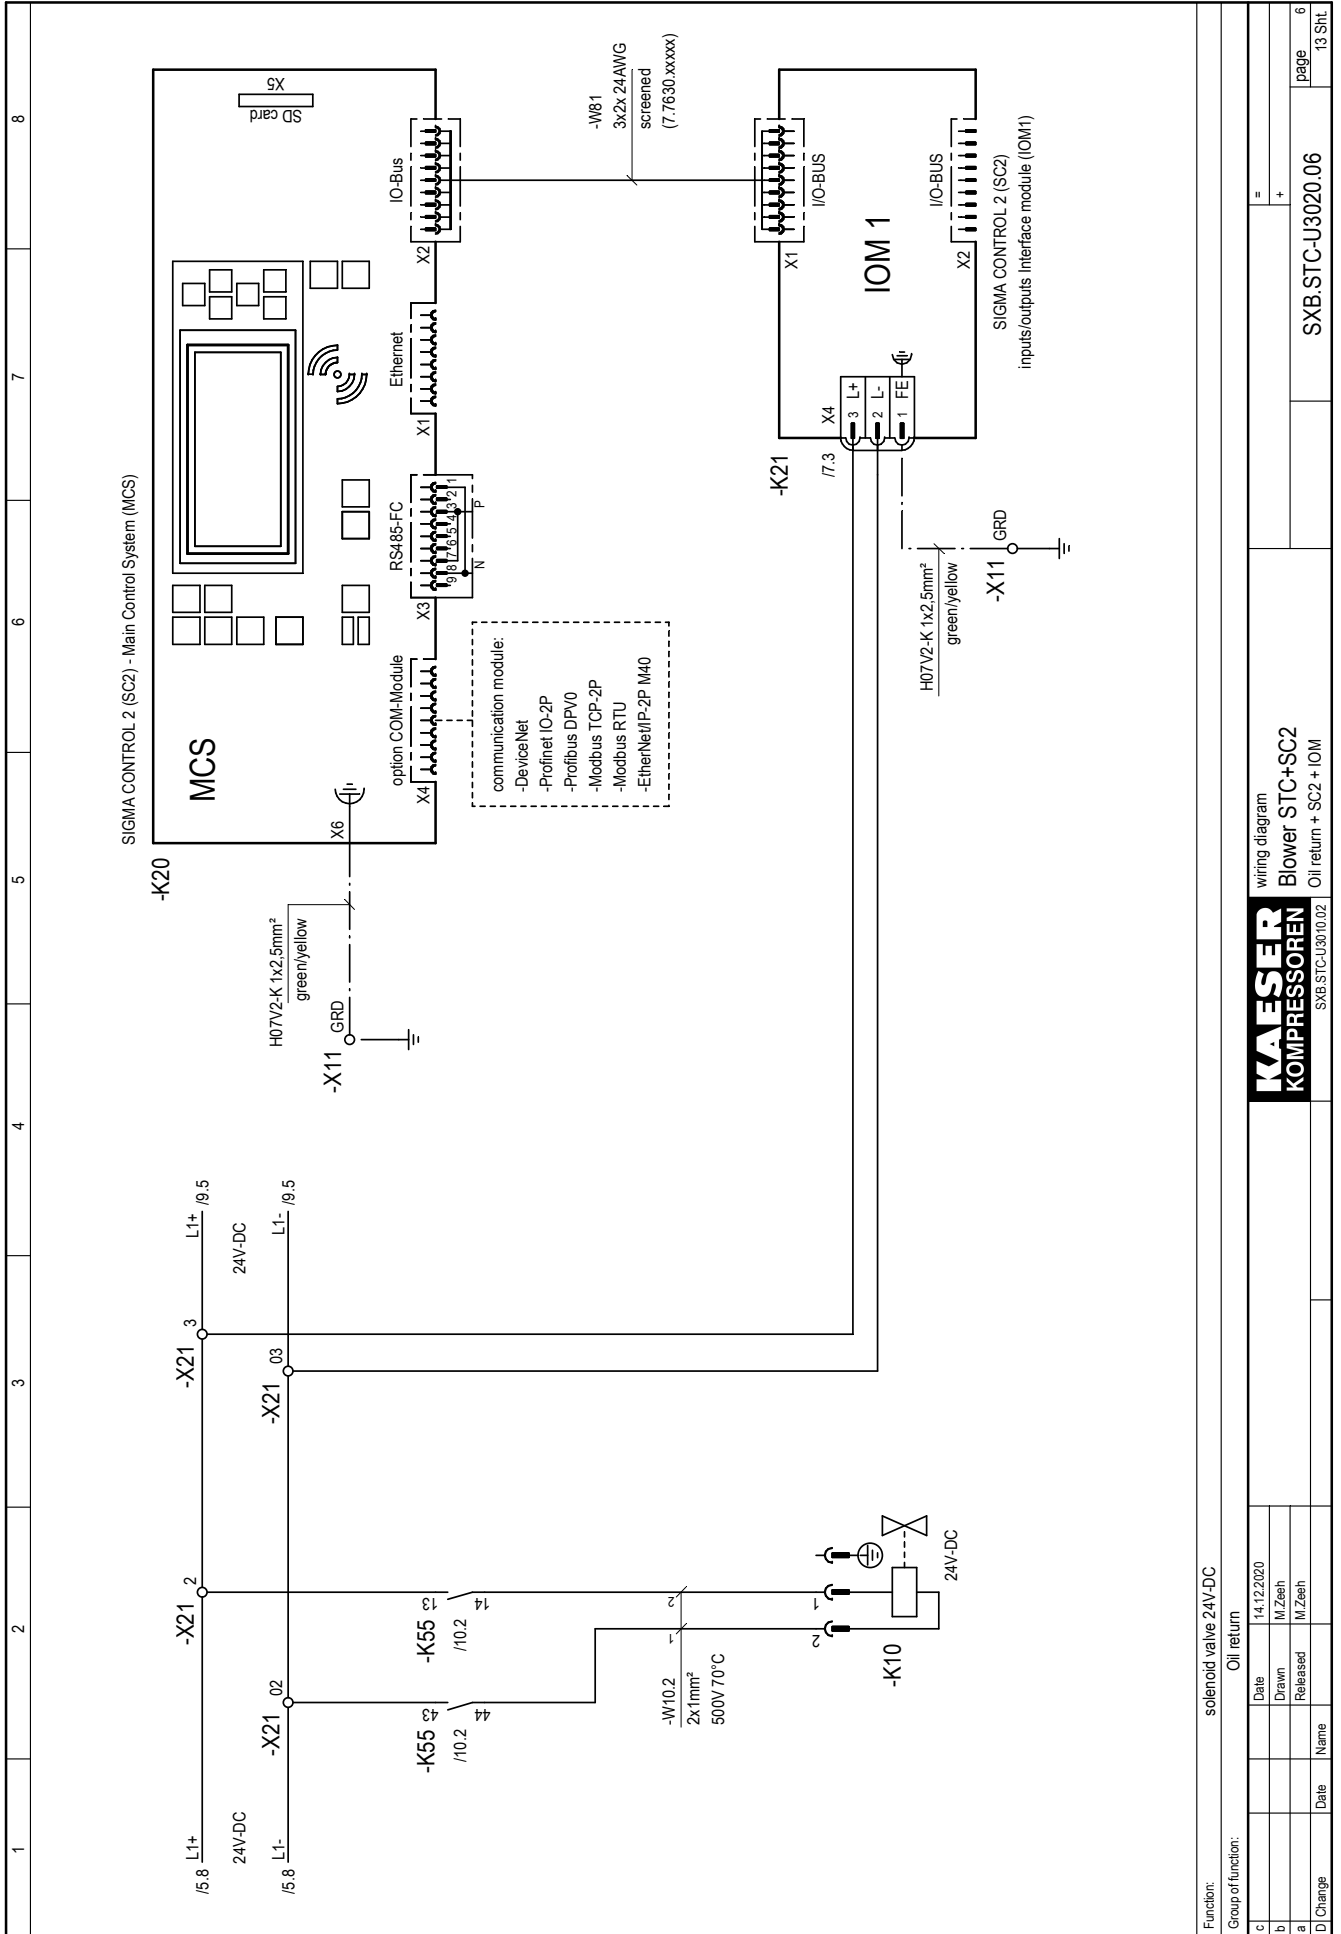 1 2 3 4 5 6 7 8
/5.8 L1+
24V-DC
/5.8 L1-
-X21 2
-X21 02
-X21 3
-X21 03
L1+ /9.5
24V-DC
L1- /9.5
-K55
/10.2
43
44
-K55
/10.2
13
14
-W10.2
2x1mm²
500V 70°C
1
2
2
1
-K10
24V-DC
-X11 GRD
H07V2-K 1x2,5mm²
green/yellow
-K20
SIGMA CONTROL 2 (SC2) - Main Control System (MCS)
MCS
X6
SD card
X5
X4
option COM-Module
X3
RS485-FC
9 8 7 6 5 4 3 2 1
N
P
X1
Ethernet
X2
IO-Bus
communication module:
-DeviceNet
-Profinet IO-2P
-Profibus DPV0
-Modbus TCP-2P
-Modbus RTU
-EtherNet/IP-2P M40
-W81
3x2x 24AWG
screened
(7.7630.xxxxx)
-K21
/7.3
X4
3 L+
2 L-
1 FE
X1
I/O-BUS
IOM 1
X2
I/O-BUS
SIGMA CONTROL 2 (SC2)
inputs/outputs Interface module (IOM1)
H07V2-K 1x2,5mm²
green/yellow
-X11 GRD
Function: solenoid valve 24V-DC
Group of function: Oil return
c
b
a
D Change Date Name
Date 14.12.2020
Drawn M.Zeeh
Released M.Zeeh
KAESER
KOMPRESSOREN
SXB.STC-U3010.02
wiring diagram
Blower STC+SC2
Oil return + SC2 + IOM
=
+
SXB.STC-U3020.06
page 6
13 Sht.